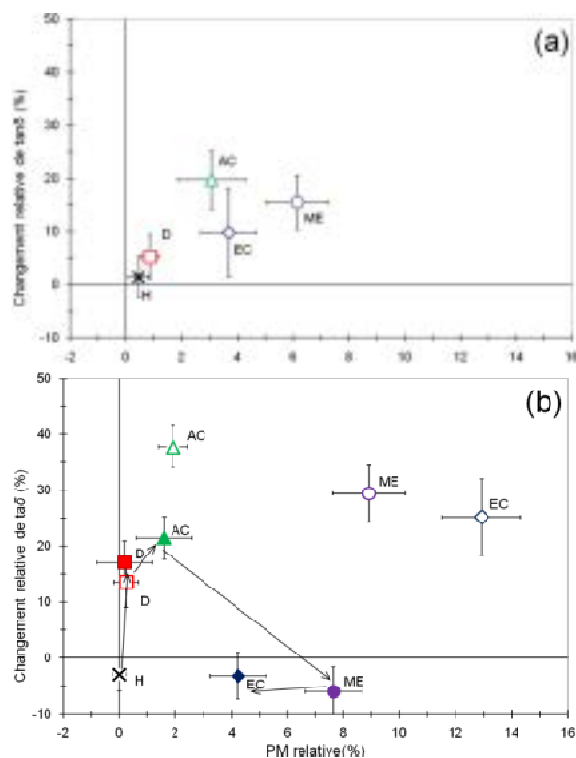 (a)
Changement relative de tanδ (%)
50
40
30
20
10
0
-10
AC
ME
EC
D
H
-2 0 2 4 6 8 10 12 14 16
(b)
Changement relative de taδ (%)
50
40
30
20
10
0
-10
AC
ME
EC
AC
D
D
H
EC
ME
-2 0 2 4 6 8 10 12 14 16
PM relative(%)